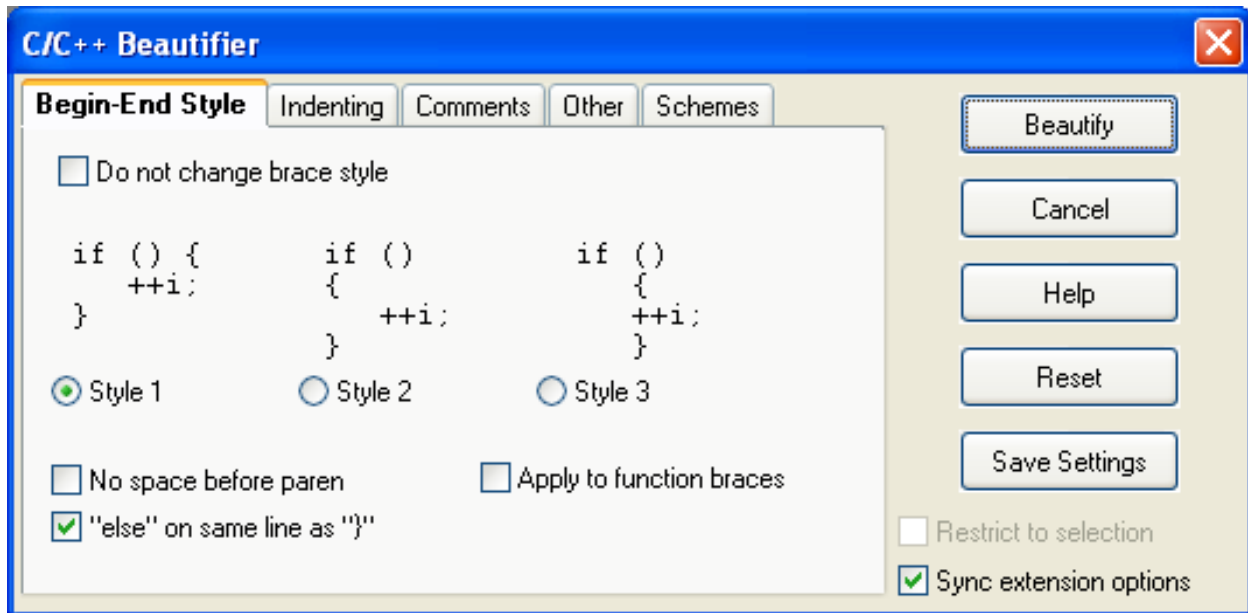 C/C++ Beautifier
Begin-End Style Indenting Comments Other Schemes
Do not change brace style
if () {
    ++i;
}
if ()
{
   ++i;
}
if ()
   {
   ++i;
   }
Style 1 Style 2 Style 3
No space before paren Apply to function braces
"else" on same line as "}"
Beautify
Cancel
Help
Reset
Save Settings
Restrict to selection
Sync extension options